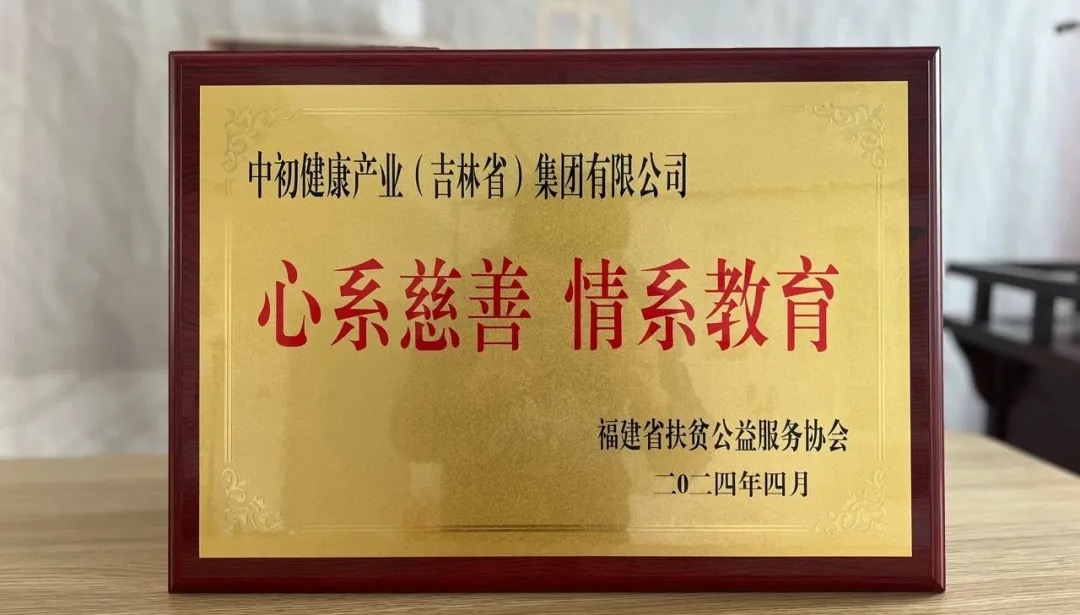 中初健康产业（吉林省）集团有限公司
心系慈善 情系教育
福建省扶贫公益服务协会
二0二四年四月